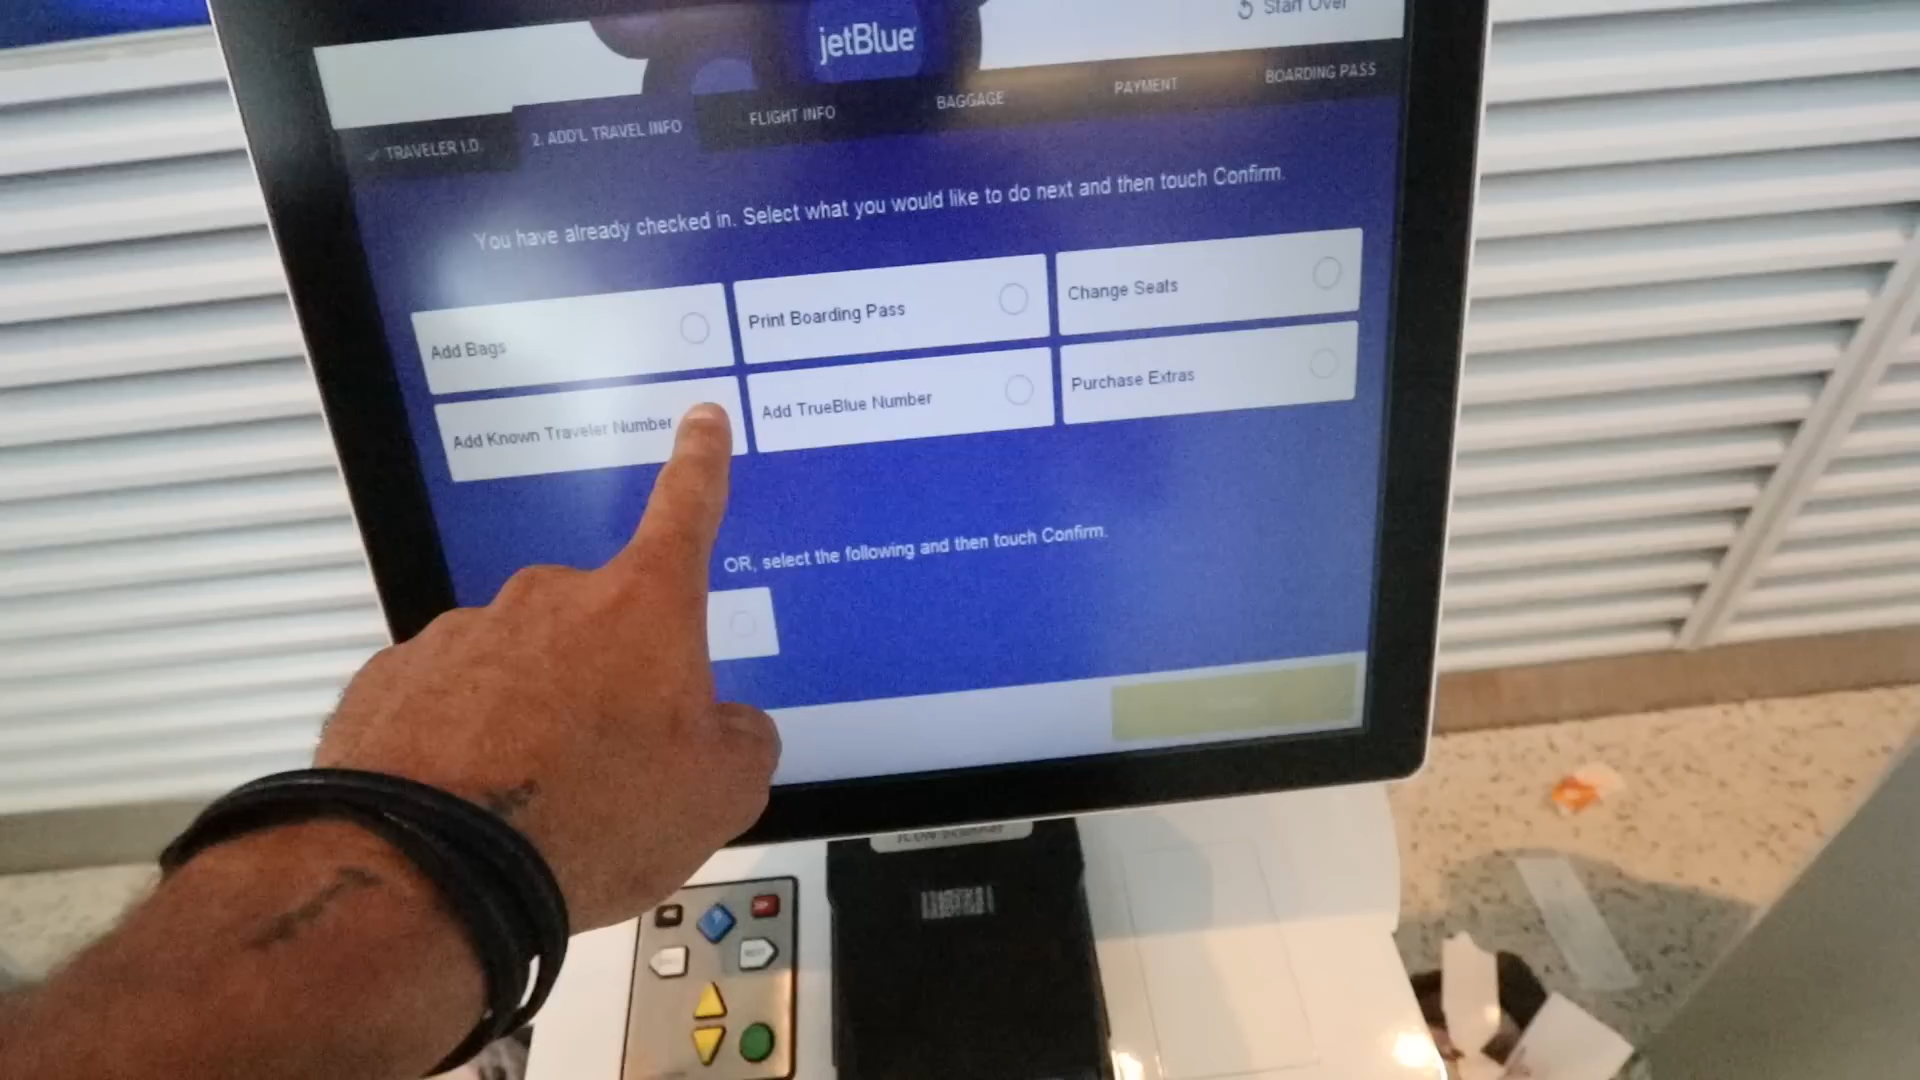 jetBlue
Start Over
TRAVELER I.D.
2. ADD'L TRAVEL INFO
FLIGHT INFO
BAGGAGE
PAYMENT
BOARDING PASS
You have already checked in. Select what you would like to do next and then touch Confirm.
Add Bags
Print Boarding Pass
Change Seats
Add Known Traveler Number
Add TrueBlue Number
Purchase Extras
OR, select the following and then touch Confirm.